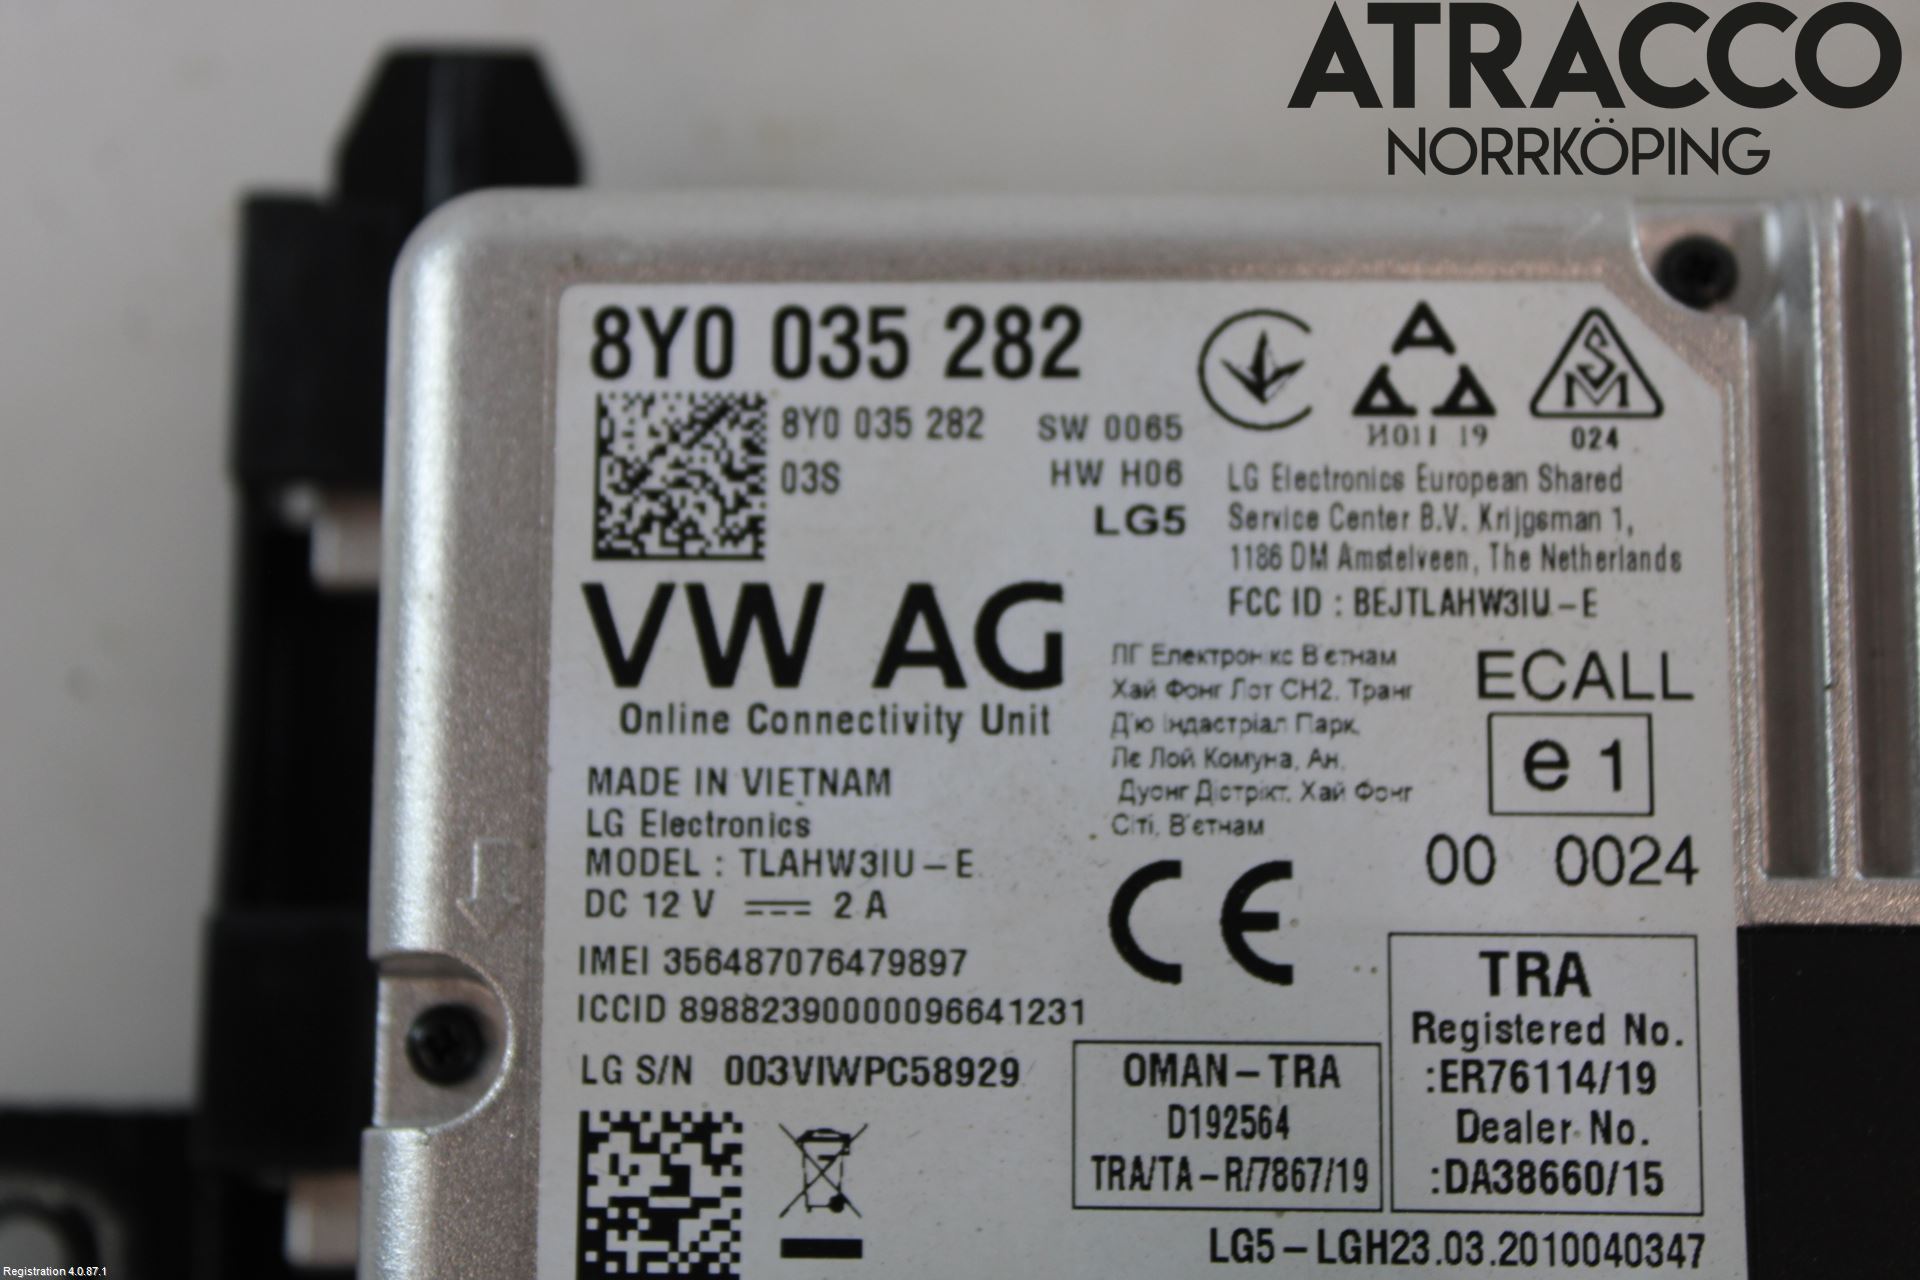 ATRACCO
NORRKÖPING
8Y0 035 282
8Y0 035 282 SW 0065
03S HW H06
LG5
И011 19
024
LG Electronics European Shared
Service Center B.V. Krijgsman 1,
1186 DM Amstelveen, The Netherlands
FCC ID : BEJTLAHW3IU-E
VW AG
Online Connectivity Unit
MADE IN VIETNAM
LG Electronics
MODEL : TLAHW3IU-E
DC 12 V 2 A
IMEI 356487076479897
ICCID 89882390000096641231
LG S/N 003VIWPC58929
ЛГ Електронікс В'єтнам
Хай Фонг Лот СН2. Транг
Д'ю Індастріал Парк,
Лє Лой Комуна, Ан,
Дуонг Дістрікт, Хай Фонг
Сіті, В'єтнам
ECALL
e1
00 0024
CE
OMAN-TRA
D192564
TRA/TA-R/7867/19
TRA
Registered No.
:ER76114/19
Dealer No.
:DA38660/15
LG5-LGH23.03.2010040347
Registration 4.0.87.1